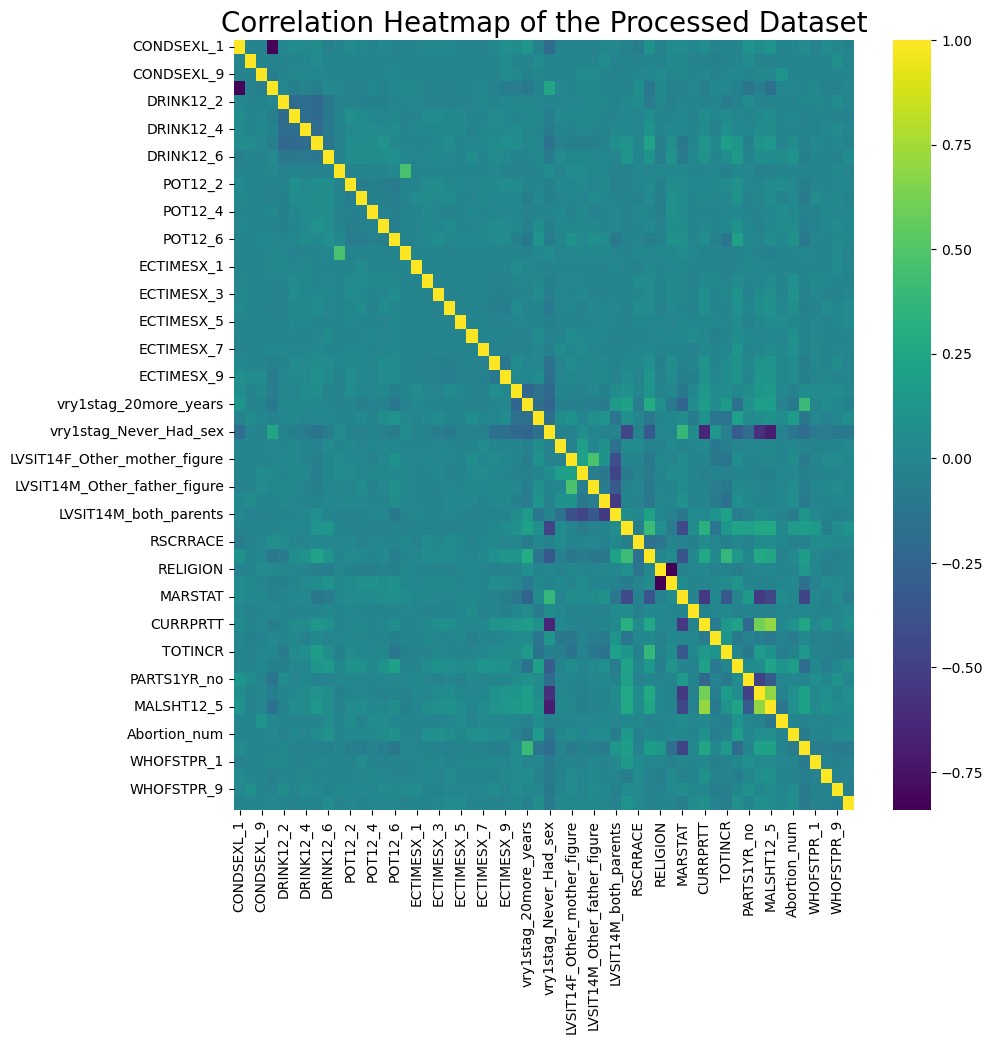 Correlation Heatmap of the Processed Dataset
CONDSEXL_1
CONDSEXL_9
DRINK12_2
DRINK12_4
DRINK12_6
POT12_2
POT12_4
POT12_6
ECTIMESX_1
ECTIMESX_3
ECTIMESX_5
ECTIMESX_7
ECTIMESX_9
vry1stag_20more_years
vry1stag_Never_Had_sex
LVSIT14F_Other_mother_figure
LVSIT14M_Other_father_figure
LVSIT14M_both_parents
RSCRRACE
RELIGION
MARSTAT
CURRPRTT
TOTINCR
PARTS1YR_no
MALSHT12_5
Abortion_num
WHOFSTPR_1
WHOFSTPR_9
CONDSEXL_1
CONDSEXL_9
DRINK12_2
DRINK12_4
DRINK12_6
POT12_2
POT12_4
POT12_6
ECTIMESX_1
ECTIMESX_3
ECTIMESX_5
ECTIMESX_7
ECTIMESX_9
vry1stag_20more_years
vry1stag_Never_Had_sex
LVSIT14F_Other_mother_figure
LVSIT14M_Other_father_figure
LVSIT14M_both_parents
RSCRRACE
RELIGION
MARSTAT
CURRPRTT
TOTINCR
PARTS1YR_no
MALSHT12_5
Abortion_num
WHOFSTPR_1
WHOFSTPR_9
1.00
0.75
0.50
0.25
0.00
−0.25
−0.50
−0.75